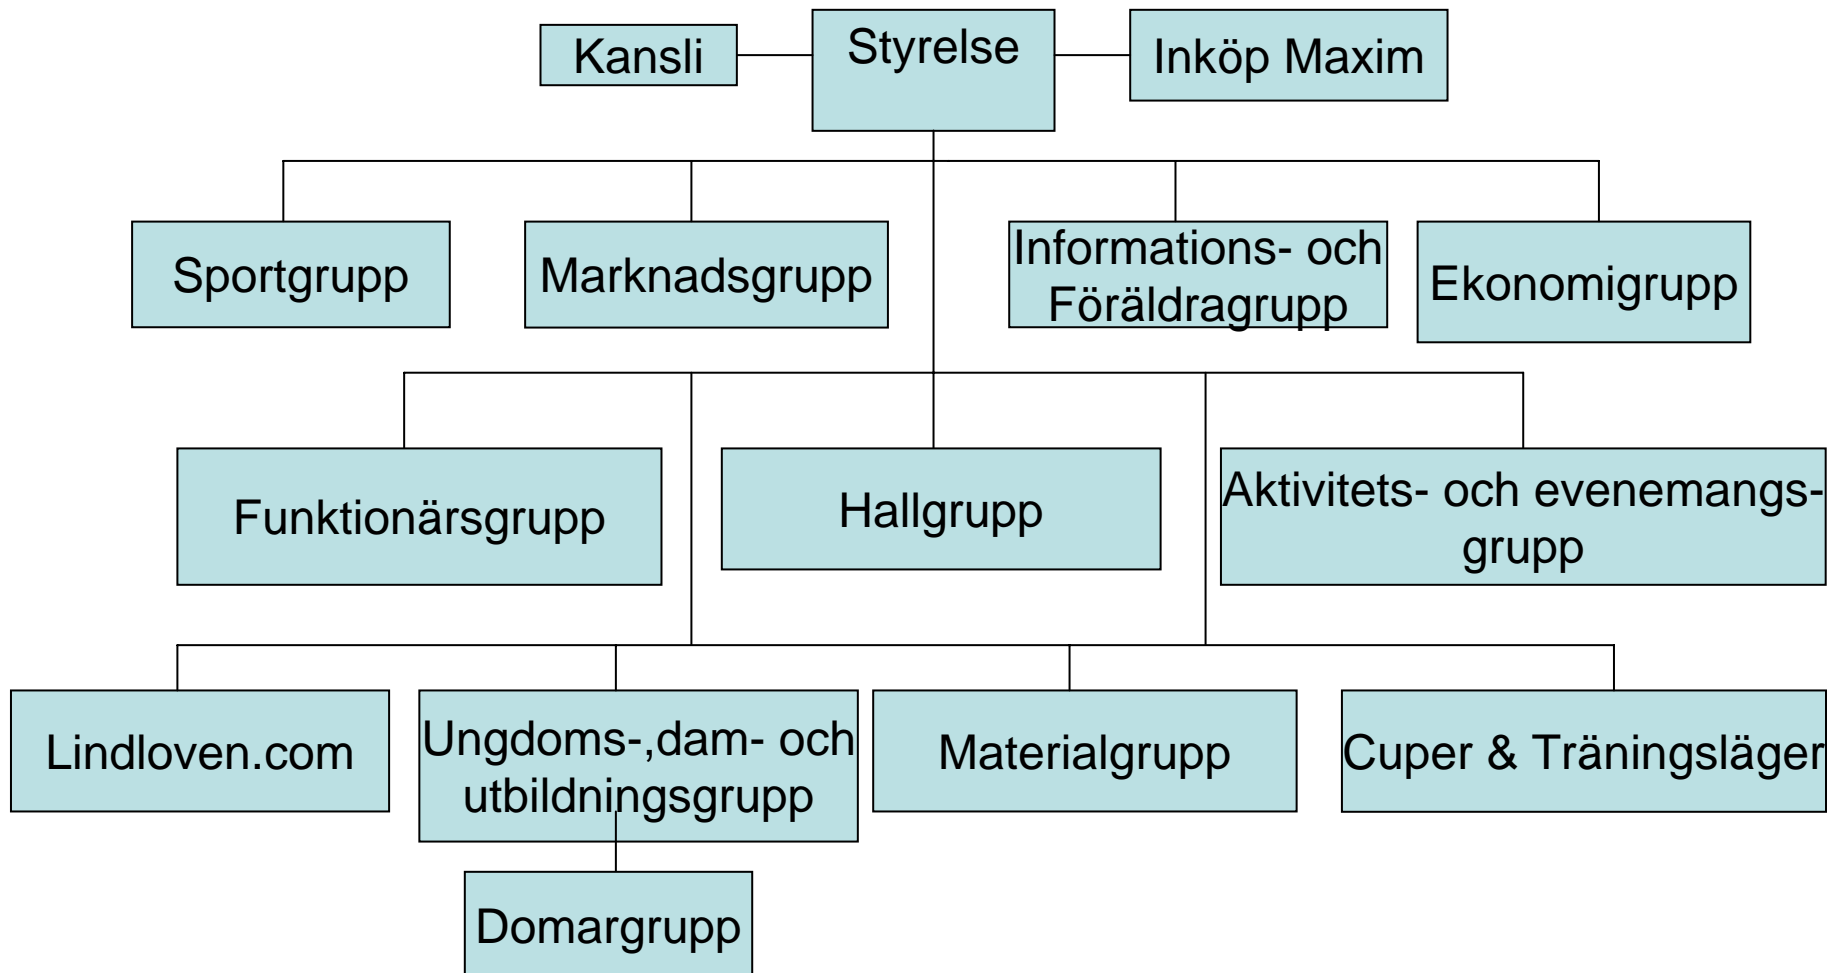 Kansli
Styrelse
Inköp Maxim
Sportgrupp
Marknadsgrupp
Informations- och
Föräldragrupp
Ekonomigrupp
Funktionärsgrupp
Hallgrupp
Aktivitets- och evenemangs-
grupp
Lindloven.com
Ungdoms-,dam- och
utbildningsgrupp
Materialgrupp
Cuper & Träningsläger
Domargrupp